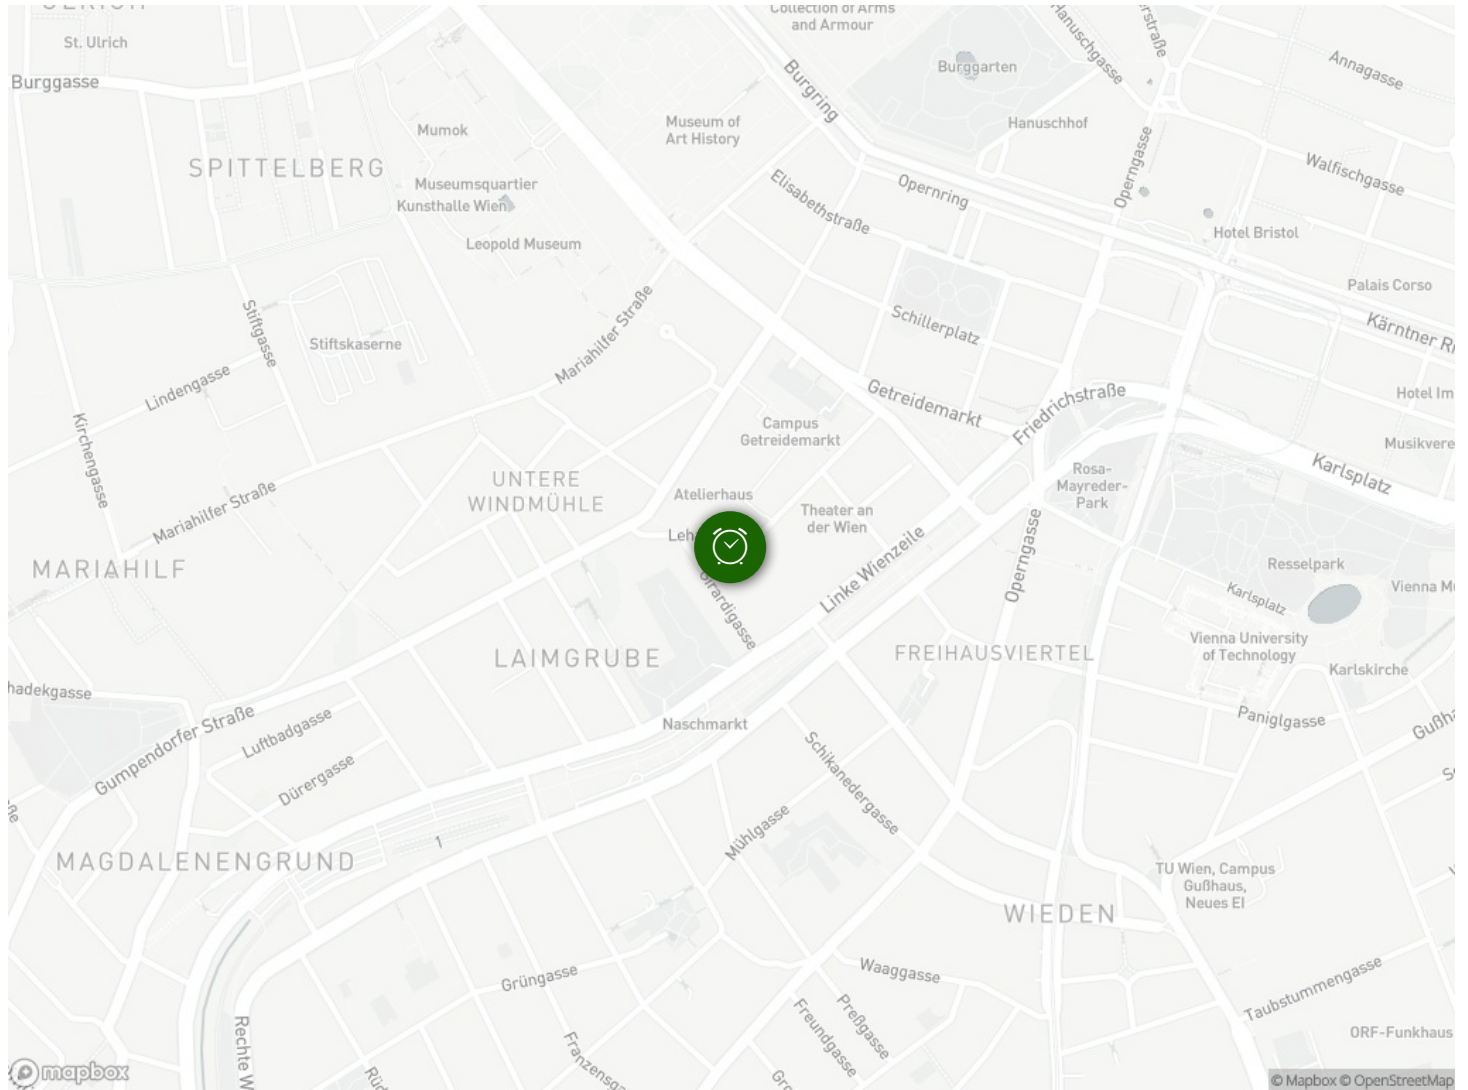 St. Ulrich
Burggasse
Collection of Arms
and Armour
Hanuschgasse
Annagasse
Burggarten
Burgring
Museum of
Art History
Hanuschhof
Mumok
SPITTELBERG
Museumsquartier
Kunsthalle Wien
Leopold Museum
Elisabethstraße
Opernring
Operngasse
Walfischgasse
Hotel Bristol
Palais Corso
Kärntner Ri
Stiftgasse
Stiftskaserne
Mariahilfer Straße
Schillerplatz
Lindengasse
Kirchengasse
Getreidemarkt
Friedrichstraße
Hotel Im
Campus
Getreidemarkt
Musikvere
Karlsplatz
UNTERE
WINDMÜHLE
Atelierhaus
Rosa-
Mayreder-
Park
Mariahilfer Straße
Theater an
der Wien
Leh
Linke Wienzeile
Operngasse
MARIAHILF
Girardigasse
Resselpark
Karlsplatz
Vienna Mu
LAIMGRUBE
FREIHAUSVIERTEL
Vienna University
of Technology
Karlskirche
hadekgasse
Gumpendorfer Straße
Luftbadgasse
Naschmarkt
Paniglgasse
Gußha
Dürergasse
Schikanedergasse
Mühlgasse
1
MAGDALENENGRUND
TU Wien, Campus
Gußhaus,
Neues EI
WIEDEN
Grüngasse
Waaggasse
Preßgasse
Freundgasse
Taubstummengasse
Rechte W
Franzensga
ORF-Funkhaus
mapbox
© Mapbox © OpenStreetMap